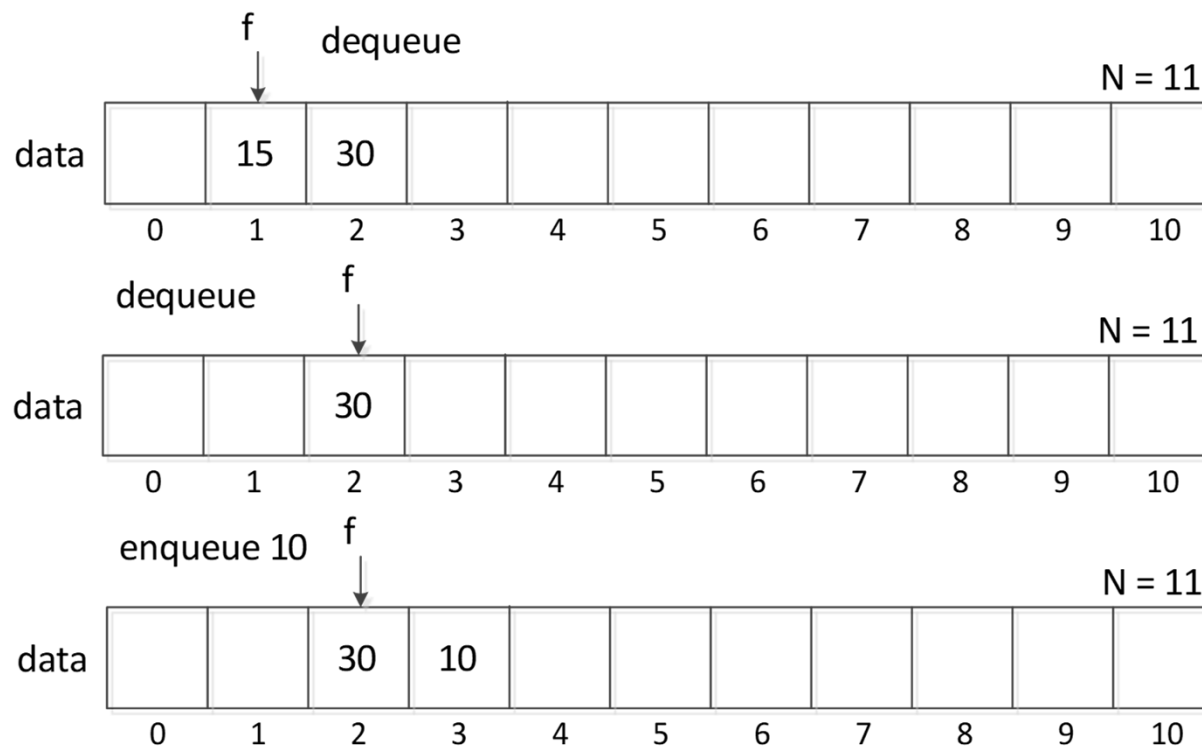 f
dequeue
N = 11
data 15 30
0 1 2 3 4 5 6 7 8 9 10
dequeue f
N = 11
data 30
0 1 2 3 4 5 6 7 8 9 10
enqueue 10 f
N = 11
data 30 10
0 1 2 3 4 5 6 7 8 9 10